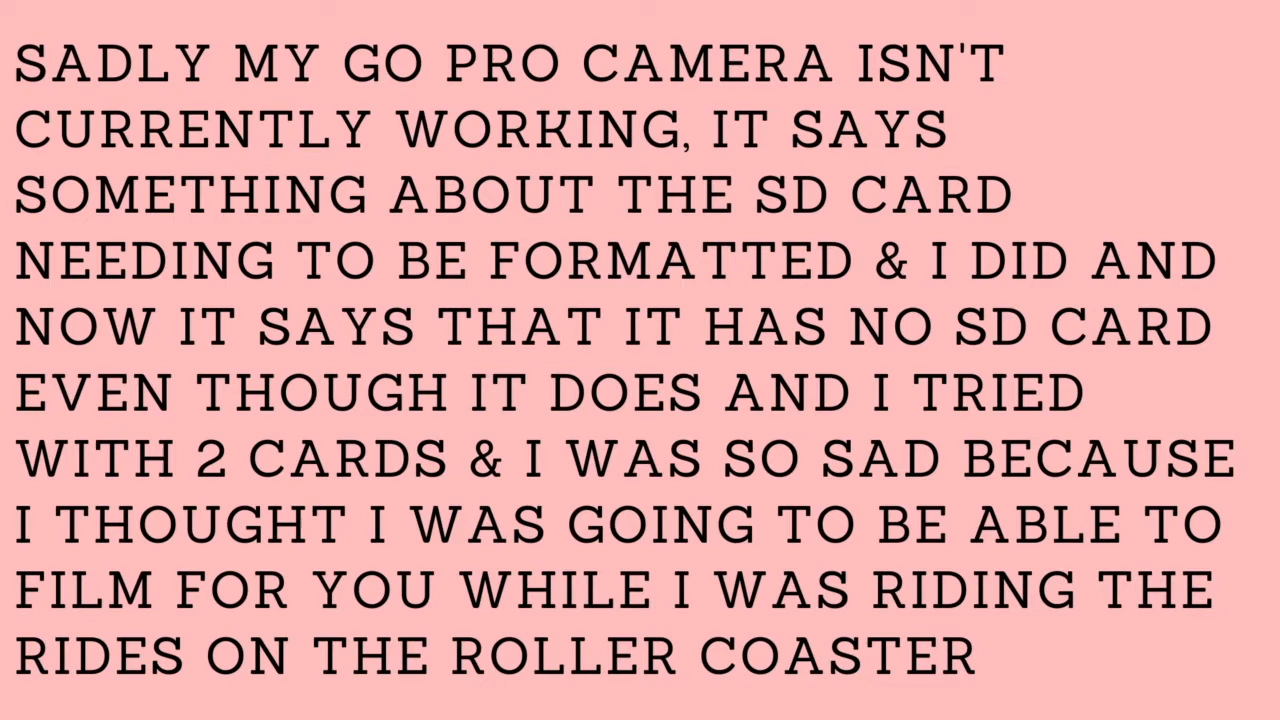 SADLY MY GO PRO CAMERA ISN'T
CURRENTLY WORKING, IT SAYS
SOMETHING ABOUT THE SD CARD
NEEDING TO BE FORMATTED & I DID AND
NOW IT SAYS THAT IT HAS NO SD CARD
EVEN THOUGH IT DOES AND I TRIED
WITH 2 CARDS & I WAS SO SAD BECAUSE
I THOUGHT I WAS GOING TO BE ABLE TO
FILM FOR YOU WHILE I WAS RIDING THE
RIDES ON THE ROLLER COASTER